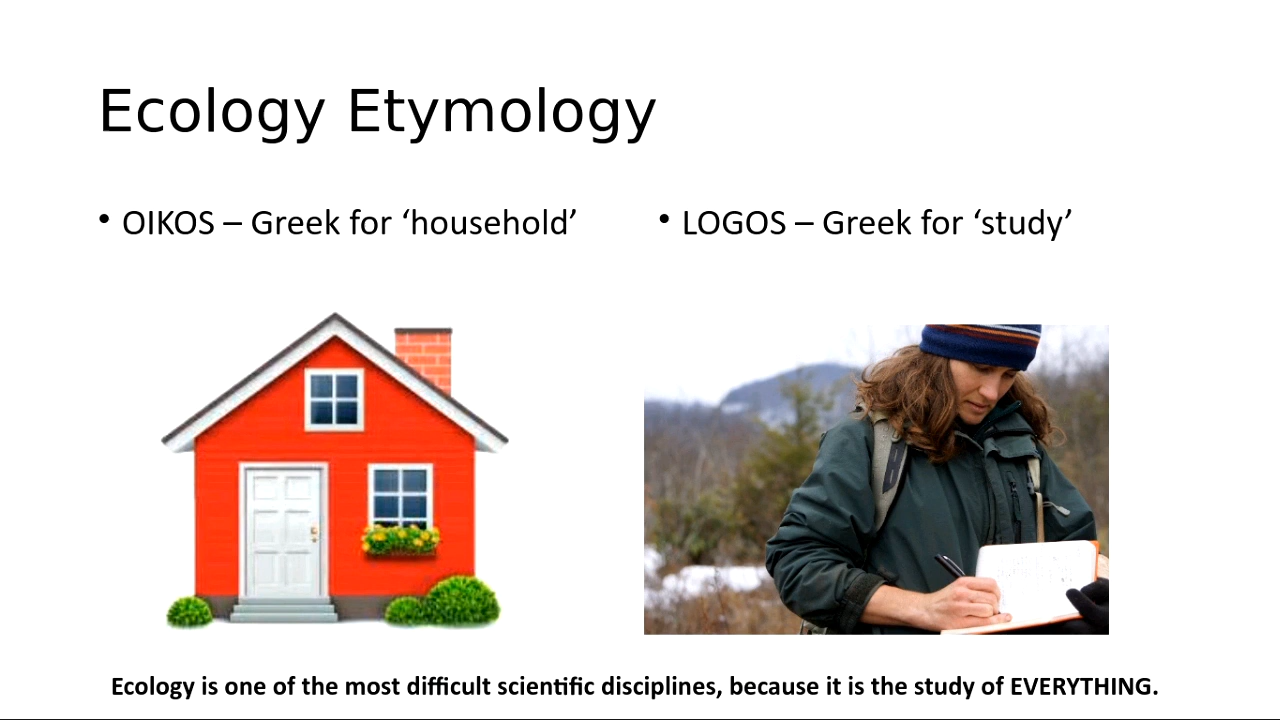 Ecology Etymology
• OIKOS – Greek for ‘household’
• LOGOS – Greek for ‘study’
Ecology is one of the most difficult scientific disciplines, because it is the study of EVERYTHING.